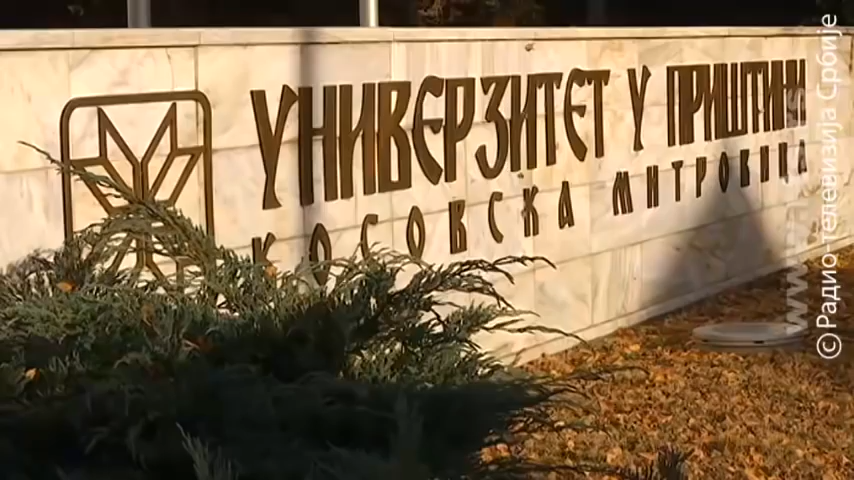 УНИВЕРЗИТЕТ У ПРИШТИНИ
КОСОВСКА МИТРОВИЦА
© Радио-телевизија Србије